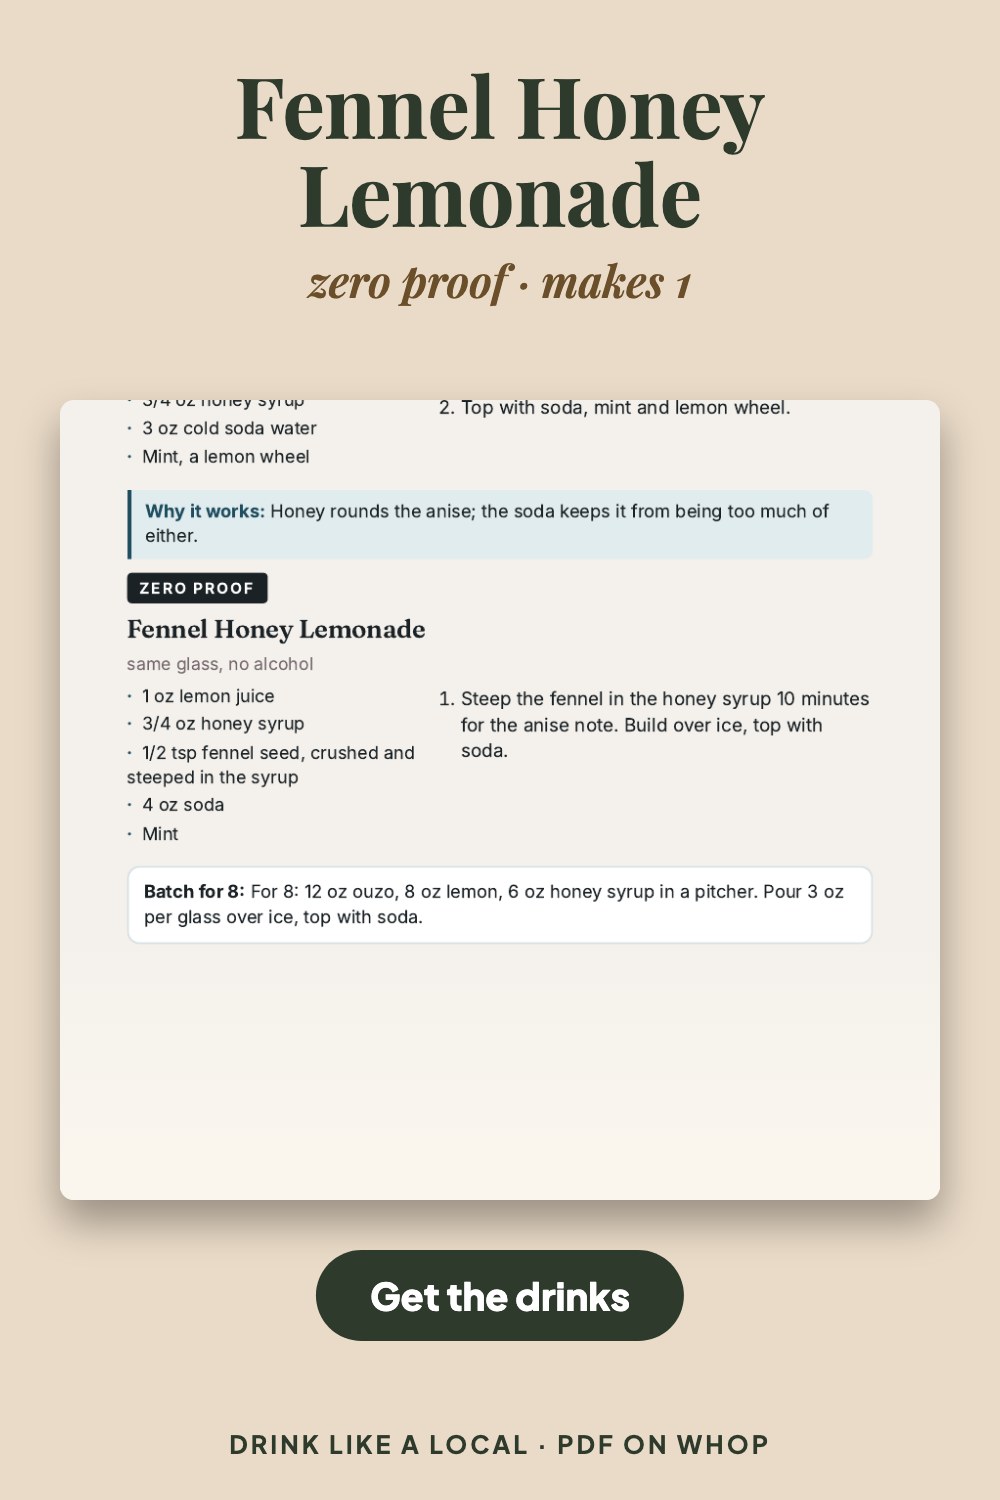 Fennel Honey
Lemonade
zero proof · makes 1
· 3/4 oz honey syrup
· 3 oz cold soda water
· Mint, a lemon wheel
2. Top with soda, mint and lemon wheel.
Why it works: Honey rounds the anise; the soda keeps it from being too much of
either.
ZERO PROOF
Fennel Honey Lemonade
same glass, no alcohol
· 1 oz lemon juice
· 3/4 oz honey syrup
· 1/2 tsp fennel seed, crushed and
steeped in the syrup
· 4 oz soda
· Mint
1. Steep the fennel in the honey syrup 10 minutes
for the anise note. Build over ice, top with
soda.
Batch for 8: For 8: 12 oz ouzo, 8 oz lemon, 6 oz honey syrup in a pitcher. Pour 3 oz
per glass over ice, top with soda.
Get the drinks
DRINK LIKE A LOCAL · PDF ON WHOP